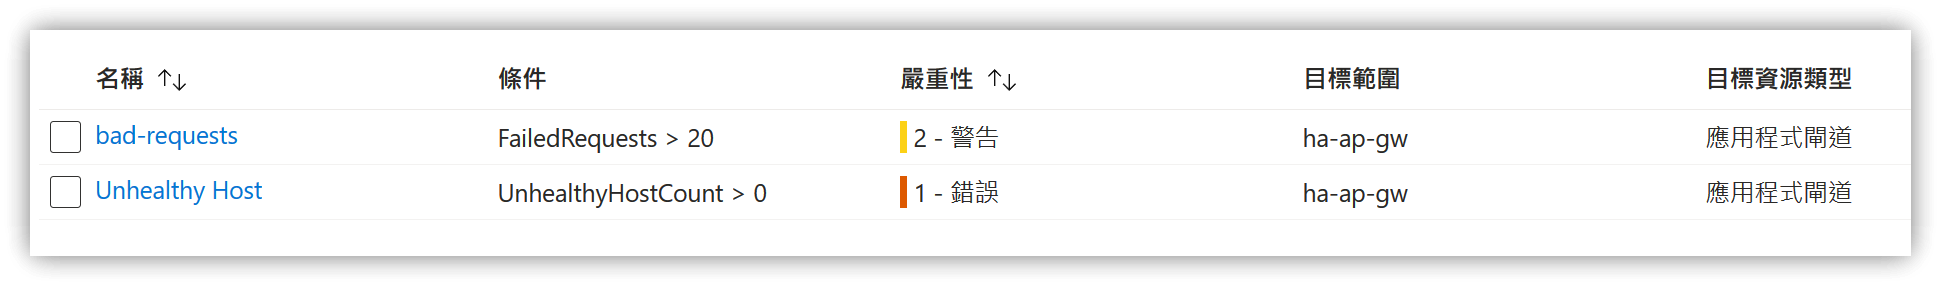 名稱 ↑↓ 條件 嚴重性 ↑↓ 目標範圍 目標資源類型
bad-requests FailedRequests > 20 2 - 警告 ha-ap-gw 應用程式閘道
Unhealthy Host UnhealthyHostCount > 0 1 - 錯誤 ha-ap-gw 應用程式閘道